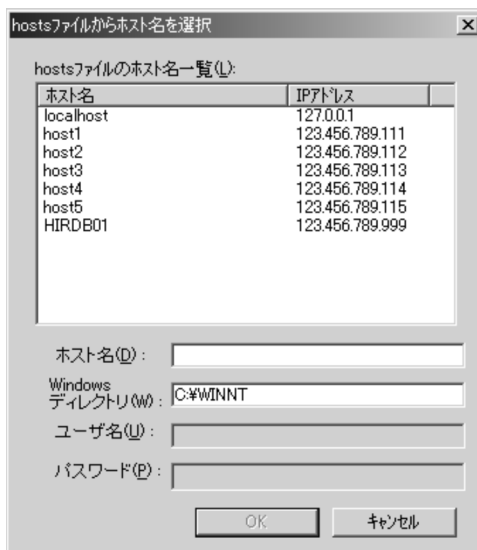 hostsﾌｧｲﾙからﾎｽﾄ名を選択
hostsファイルのホスト名一覧(L):
ホスト名 IPｱﾄﾞﾚｽ
localhost 127.0.0.1
host1 123.456.789.111
host2 123.456.789.112
host3 123.456.789.113
host4 123.456.789.114
host5 123.456.789.115
HIRDB01 123.456.789.999
ホスト名(D):
Windows
ディレクトリ(W): C:¥WINNT
ユーザ名(U):
パスワード(P):
OK ｷｬﾝｾﾙ